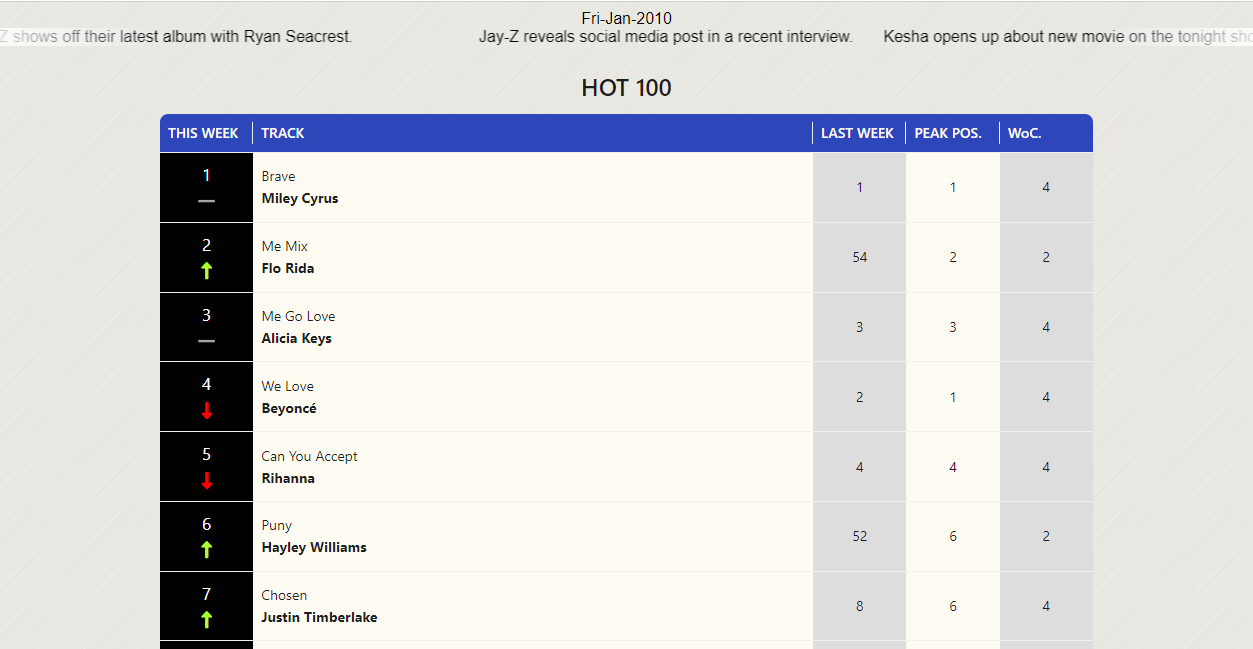 Fri-Jan-2010
Z shows off their latest album with Ryan Seacrest. Jay-Z reveals social media post in a recent interview. Kesha opens up about new movie on the tonight sho
HOT 100
THIS WEEK TRACK LAST WEEK PEAK POS. WoC.
1 Brave 1 1 4
Miley Cyrus
2 Me Mix 54 2 2
Flo Rida
3 Me Go Love 3 3 4
Alicia Keys
4 We Love 2 1 4
Beyoncé
5 Can You Accept 4 4 4
Rihanna
6 Puny 52 6 2
Hayley Williams
7 Chosen 8 6 4
Justin Timberlake